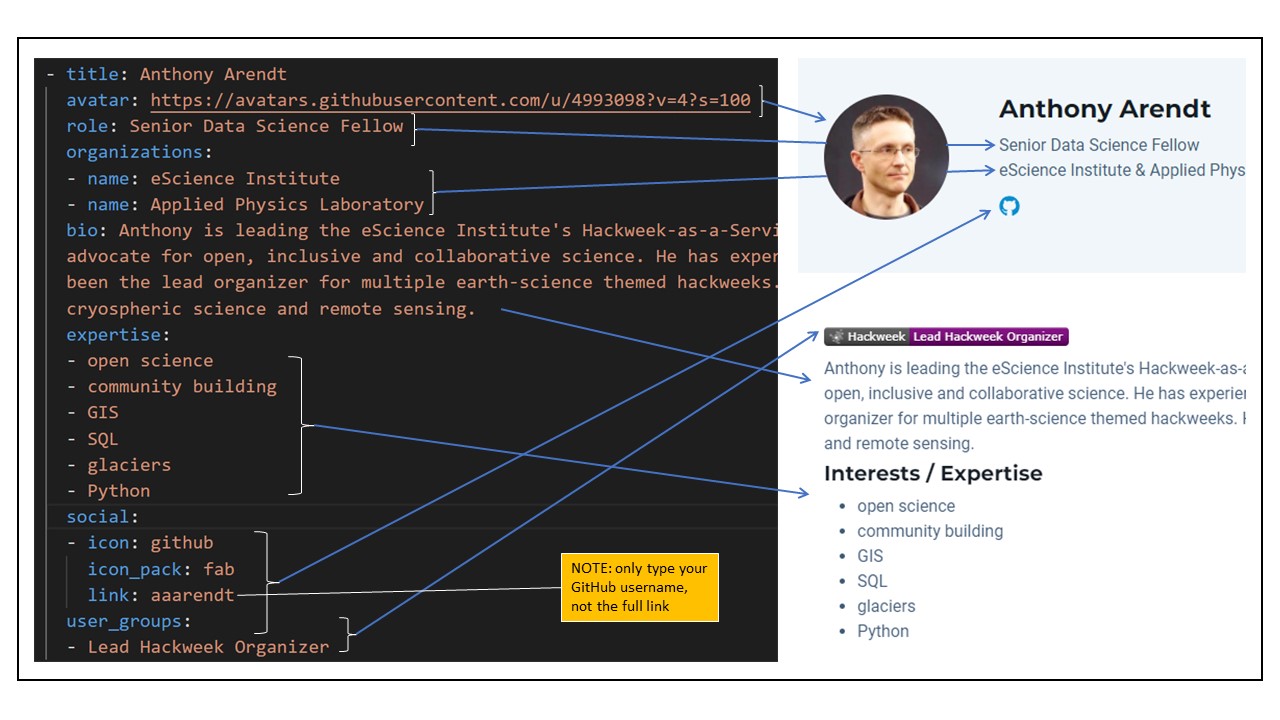 - title: Anthony Arendt
avatar: https://avatars.githubusercontent.com/u/4993098?v=4?s=100
role: Senior Data Science Fellow
organizations:
- name: eScience Institute
- name: Applied Physics Laboratory
bio: Anthony is leading the eScience Institute's Hackweek-as-a-Servi
advocate for open, inclusive and collaborative science. He has exper
been the lead organizer for multiple earth-science themed hackweeks.
cryospheric science and remote sensing.
expertise:
- open science
- community building
- GIS
- SQL
- glaciers
- Python
social:
- icon: github
icon_pack: fab
link: aaarendt
user_groups:
- Lead Hackweek Organizer
NOTE: only type your
GitHub username,
not the full link
Anthony Arendt
Senior Data Science Fellow
eScience Institute & Applied Phys
Hackweek Lead Hackweek Organizer
Anthony is leading the eScience Institute's Hackweek-as-a
open, inclusive and collaborative science. He has experier
organizer for multiple earth-science themed hackweeks. H
and remote sensing.
Interests / Expertise
• open science
• community building
• GIS
• SQL
• glaciers
• Python